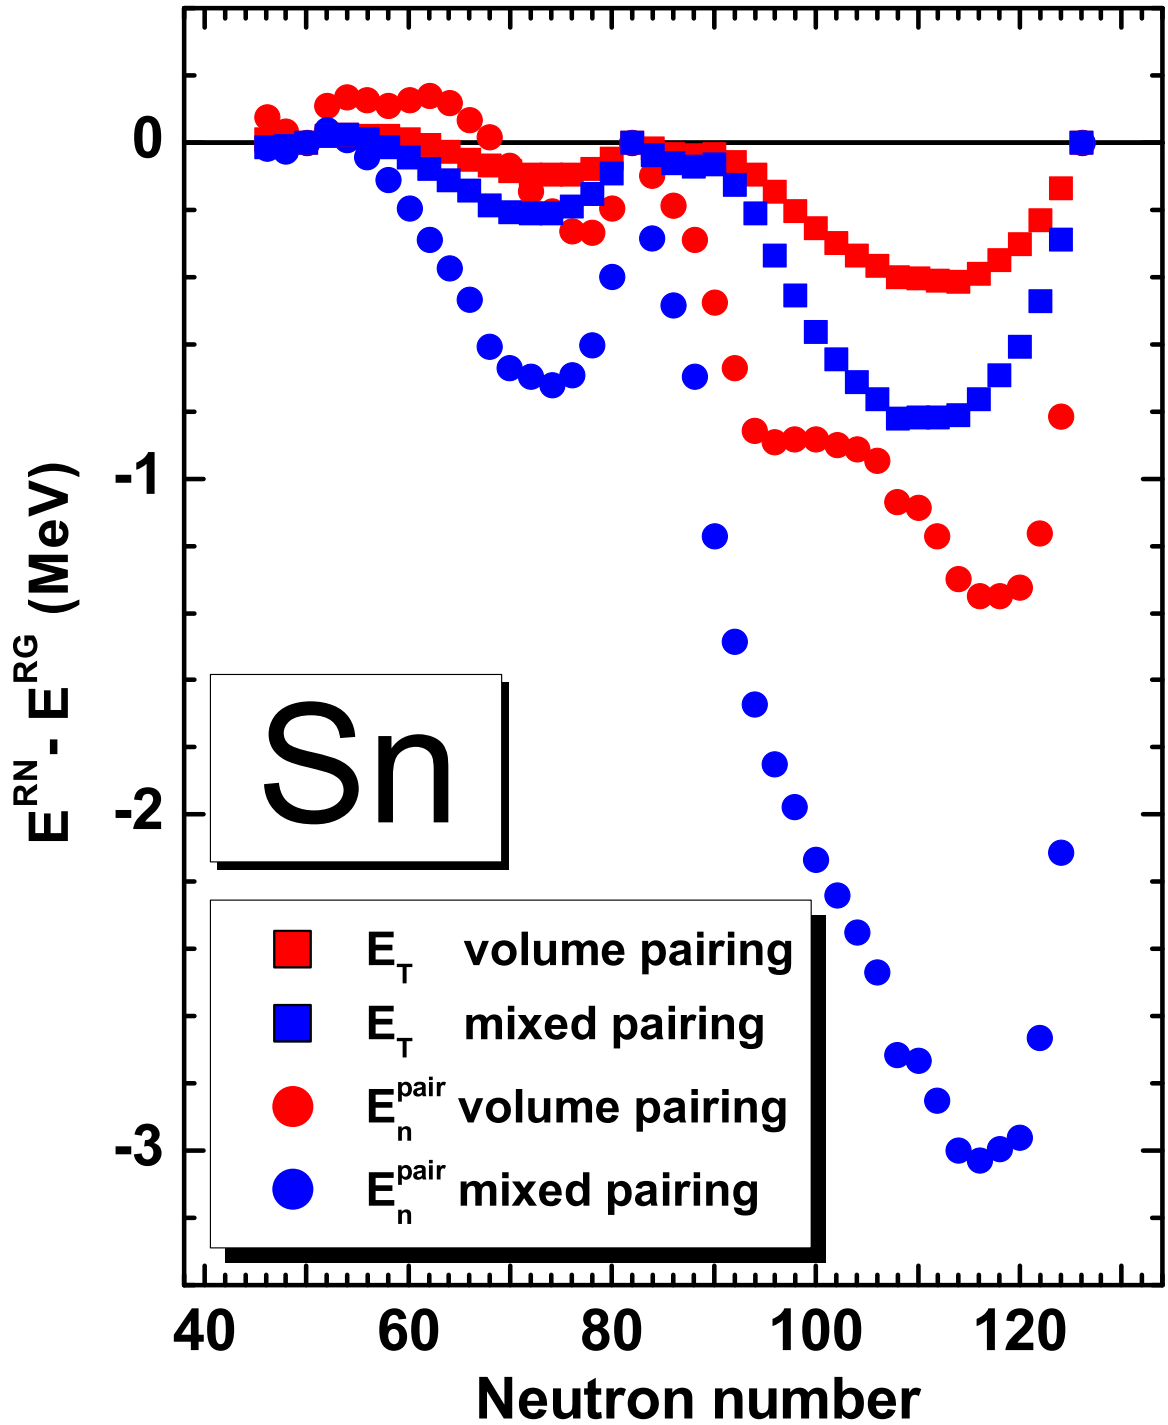 0
-1
-2
-3
E^RN - E^RG (MeV)
Sn
E_T volume pairing
E_T mixed pairing
E_n^pair volume pairing
E_n^pair mixed pairing
40 60 80 100 120
Neutron number